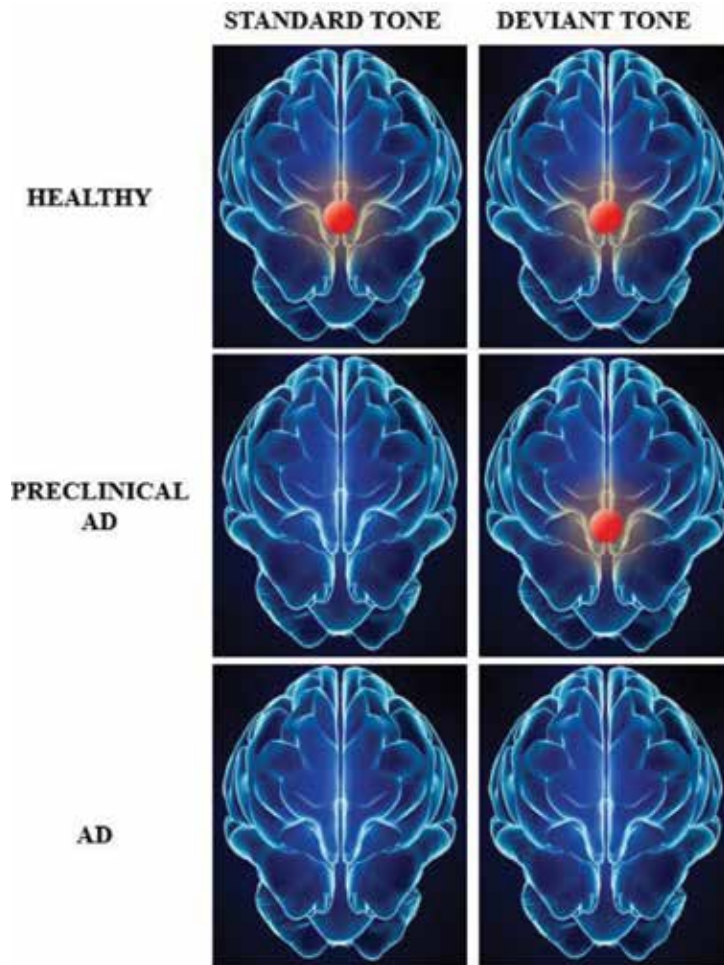 STANDARD TONE
DEVIANT TONE
HEALTHY
PRECLINICAL
AD
AD